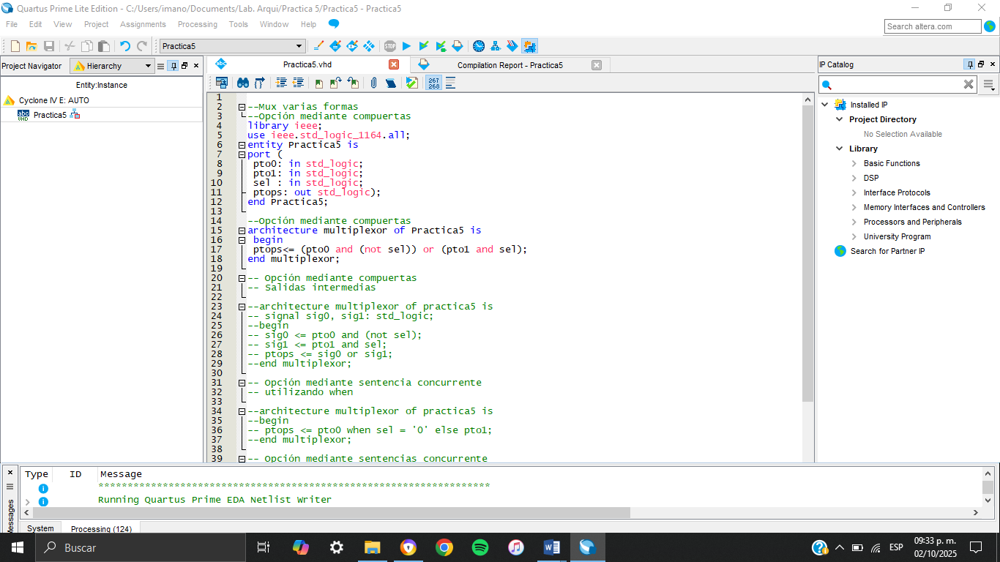 Quartus Prime Lite Edition - C:/Users/imano/Documents/Lab. Arqui/Practica 5/Practica5 - Practica5
File Edit View Project Assignments Processing Tools Window Help
Search altera.com
Practica5
STOP
Project Navigator
Hierarchy
Practica5.vhd
Compilation Report - Practica5
IP Catalog
Entity:Instance
Cyclone IV E: AUTO
abc VHD Practica5
267
268
Installed IP
Project Directory
No Selection Available
Library
Basic Functions
DSP
Interface Protocols
Memory Interfaces and Controllers
Processors and Peripherals
University Program
Search for Partner IP
1
2 --Mux varias formas
3 --Opción mediante compuertas
4 library ieee;
5 use ieee.std_logic_1164.all;
6 entity Practica5 is
7 port (
8 pto0: in std_logic;
9 pto1: in std_logic;
10 sel : in std_logic;
11 ptops: out std_logic);
12 end Practica5;
13
14 --Opción mediante compuertas
15 architecture multiplexor of Practica5 is
16 begin
17 ptops<= (pto0 and (not sel)) or (pto1 and sel);
18 end multiplexor;
19
20 -- Opción mediante compuertas
21 -- Salidas intermedias
22
23 --architecture multiplexor of practica5 is
24 -- signal sig0, sig1: std_logic;
25 --begin
26 -- sig0 <= pto0 and (not sel);
27 -- sig1 <= pto1 and sel;
28 -- ptops <= sig0 or sig1;
29 --end multiplexor;
30
31 -- Opción mediante sentencia concurrente
32 -- utilizando when
33
34 --architecture multiplexor of practica5 is
35 --begin
36 -- ptops <= pto0 when sel = '0' else pto1;
37 --end multiplexor;
38
39 -- Opción mediante sentencias concurrente
Messages
Type ID Message
*******************************************************************
Running Quartus Prime EDA Netlist Writer
System Processing (124)
Buscar
ESP
09:33 p. m.
02/10/2025